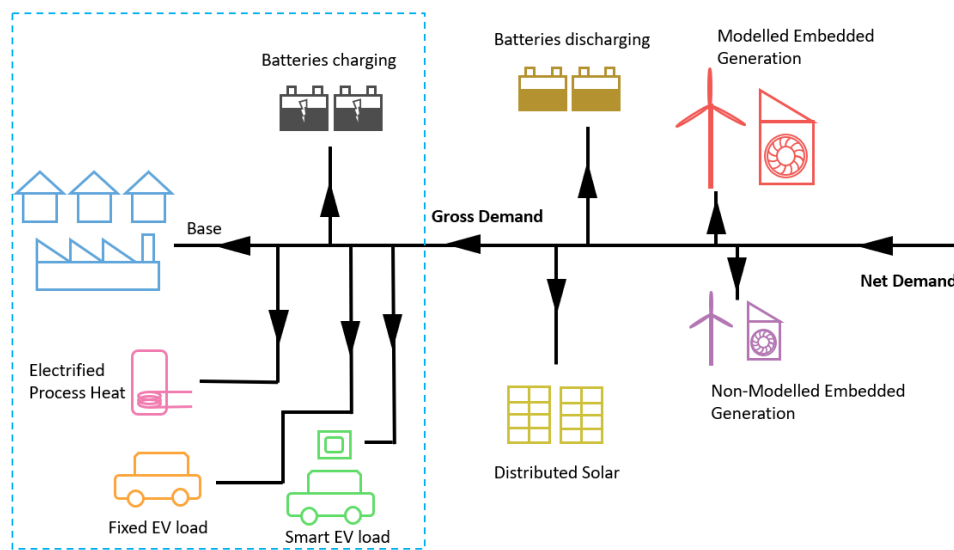 Batteries charging
Batteries discharging
Modelled Embedded
Generation
Base
Gross Demand
Net Demand
Electrified
Process Heat
Non-Modelled Embedded
Generation
Distributed Solar
Fixed EV load
Smart EV load